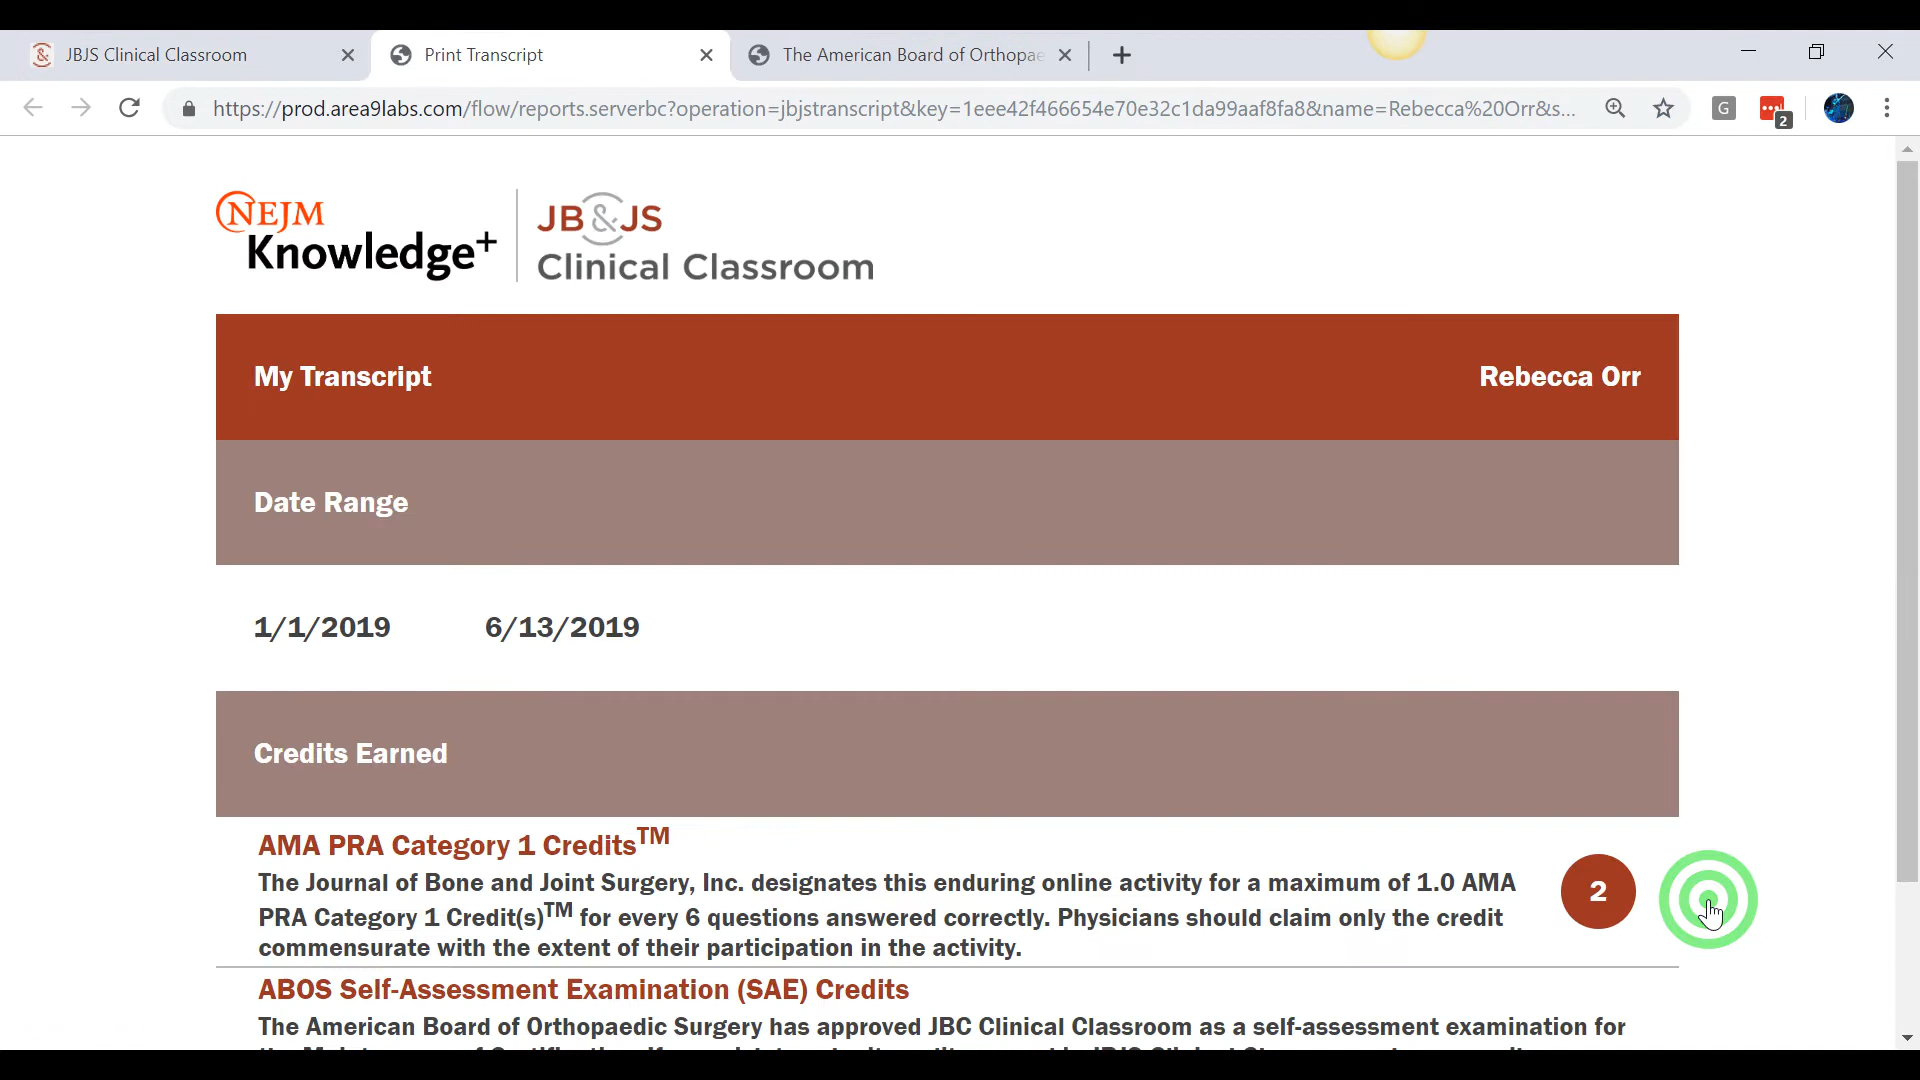 JBJS Clinical Classroom
Print Transcript
The American Board of Orthopae
https://prod.area9labs.com/flow/reports.serverbc?operation=jbjstranscript&key=1eee42f466654e70e32c1da99aaf8fa8&name=Rebecca%20Orr&s...
G
2
NEJM
Knowledge+
JB&JS
Clinical Classroom
My Transcript Rebecca Orr
Date Range
1/1/2019 6/13/2019
Credits Earned
AMA PRA Category 1 Credits™
The Journal of Bone and Joint Surgery, Inc. designates this enduring online activity for a maximum of 1.0 AMA
PRA Category 1 Credit(s)™ for every 6 questions answered correctly. Physicians should claim only the credit
commensurate with the extent of their participation in the activity.
2
ABOS Self-Assessment Examination (SAE) Credits
The American Board of Orthopaedic Surgery has approved JBC Clinical Classroom as a self-assessment examination for